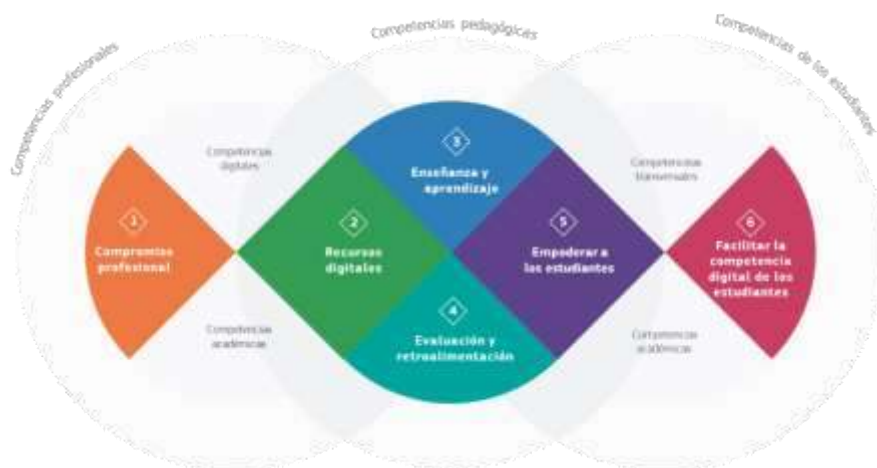 Competencias profesionales
Competencias pedagógicas
Competencias de los estudiantes
Competencias
digitales
Competencias
académicas
1
Compromiso
profesional
2
Recursos
digitales
3
Enseñanza y
aprendizaje
4
Evaluación y
retroalimentación
5
Empoderar a
los estudiantes
Competencias
transversales
Competencias
académicas
6
Facilitar la
competencia
digital de los
estudiantes